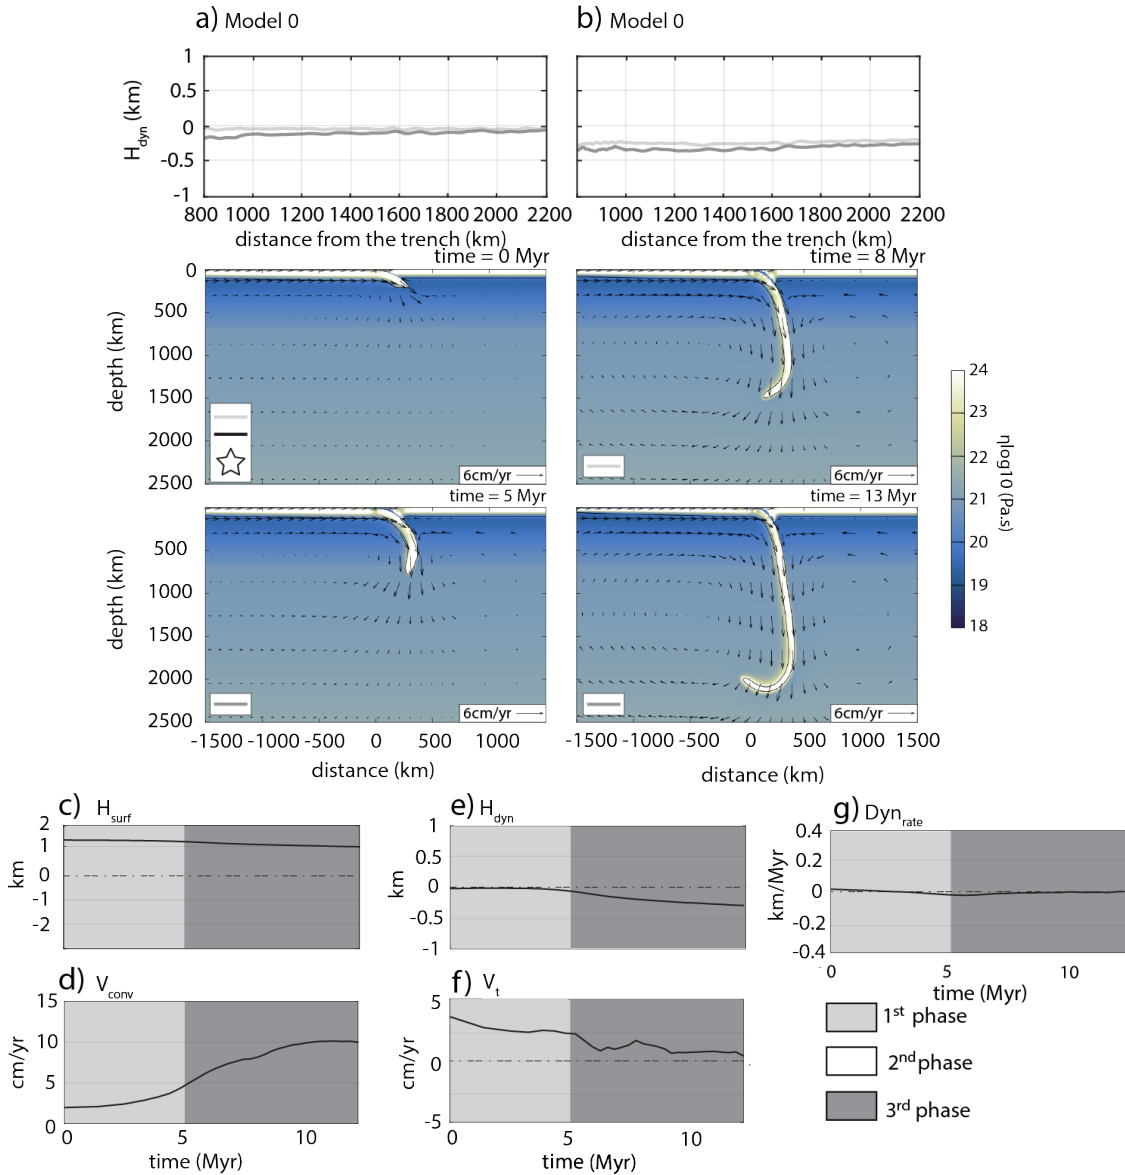 a) Model 0
b) Model 0
H dyn (km)
1
0.5
0
-0.5
-1
800 1000 1200 1400 1600 1800 2000 2200
1000 1200 1400 1600 1800 2000 2200
distance from the trench (km)
distance from the trench (km)
time = 0 Myr
time = 8 Myr
depth (km)
0
500
1000
1500
2000
2500
6cm/yr
6cm/yr
time = 5 Myr
time = 13 Myr
depth (km)
500
1000
1500
2000
2500
6cm/yr
6cm/yr
-1500 -1000 -500 0 500 1000
-1500 -1000 -500 0 500 1000 1500
distance (km)
distance (km)
24
23
22
21
20
19
18
ηlog10 (Pa.s)
c) Hsurf
2
1
0
-1
-2
km
e) Hdyn
1
0.5
0
-0.5
-1
km
g) Dynrate
0.4
0.2
0
-0.2
-0.4
km/Myr
0 5 10
time (Myr)
d) Vconv
15
10
5
0
cm/yr
0 5 10
time (Myr)
f) Vt
5
0
-5
cm/yr
0 5 10
time (Myr)
1st phase
2nd phase
3rd phase